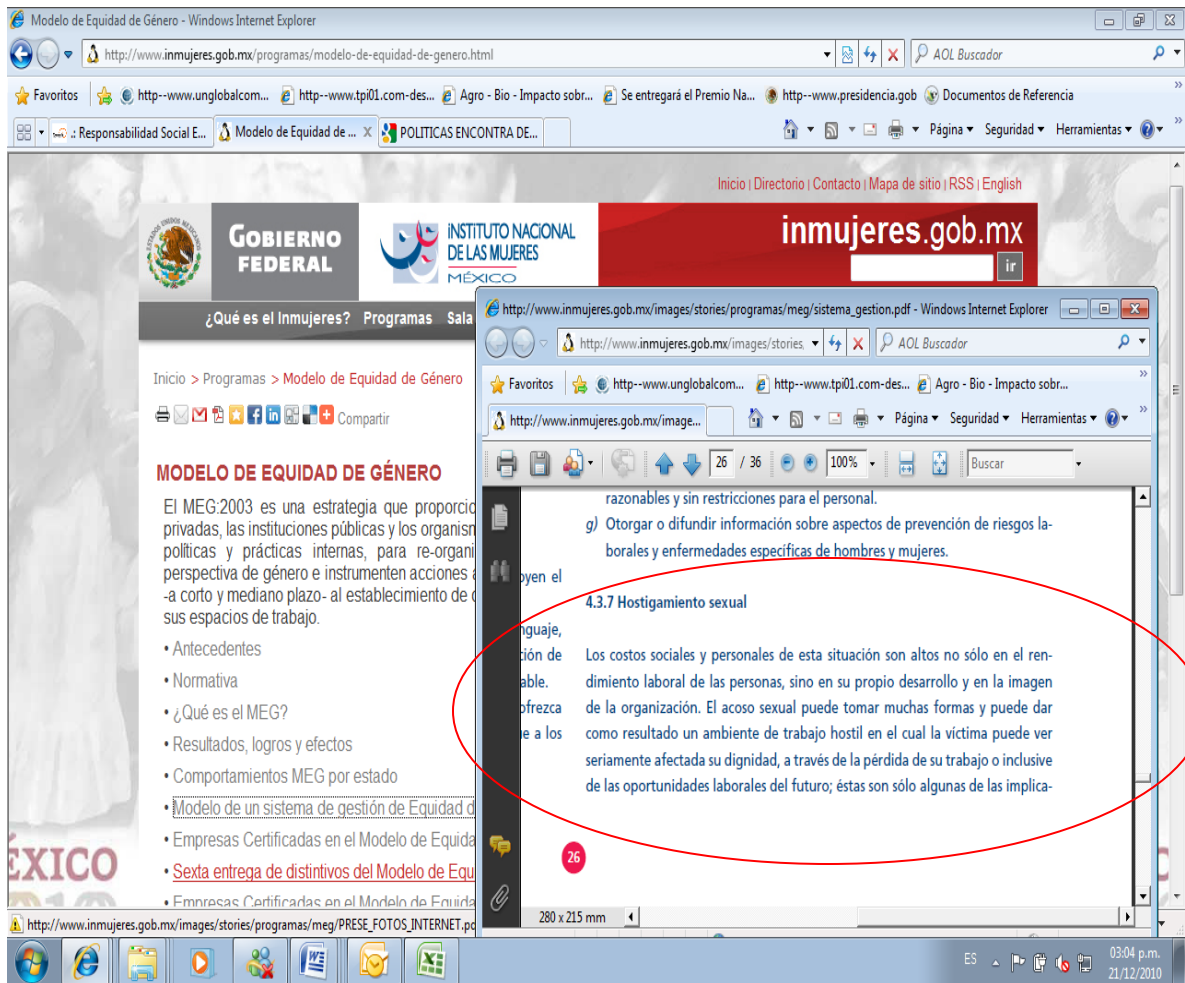 Modelo de Equidad de Género - Windows Internet Explorer
http://www.inmujeres.gob.mx/programas/modelo-de-equidad-de-genero.html
AOL Buscador
Favoritos
http--www.unglobalcom...
http--www.tpi01.com-des...
Agro - Bio - Impacto sobr...
Se entregará el Premio Na...
http--www.presidencia.gob
Documentos de Referencia
.: Responsabilidad Social E...
Modelo de Equidad de ...
POLITICAS ENCONTRA DE...
Página
Seguridad
Herramientas
Inicio | Directorio | Contacto | Mapa de sitio | RSS | English
GOBIERNO
FEDERAL
INSTITUTO NACIONAL
DE LAS MUJERES
MÉXICO
inmujeres.gob.mx
ir
¿Qué es el Inmujeres? Programas Sala
Inicio > Programas > Modelo de Equidad de Género
Compartir
MODELO DE EQUIDAD DE GÉNERO
El MEG:2003 es una estrategia que proporcio
privadas, las instituciones públicas y los organism
políticas y prácticas internas, para re-organi
perspectiva de género e instrumenten acciones a
-a corto y mediano plazo- al establecimiento de c
sus espacios de trabajo.
• Antecedentes
• Normativa
• ¿Qué es el MEG?
• Resultados, logros y efectos
• Comportamientos MEG por estado
• Modelo de un sistema de gestión de Equidad d
• Empresas Certificadas en el Modelo de Equida
• Sexta entrega de distintivos del Modelo de Equ
• Empresas Certificadas en el Modelo de Equida
ÉXICO
http://www.inmujeres.gob.mx/images/stories/programas/meg/PRESE_FOTOS_INTERNET.pd
http://www.inmujeres.gob.mx/images/stories/programas/meg/sistema_gestion.pdf - Windows Internet Explorer
http://www.inmujeres.gob.mx/images/stories,
AOL Buscador
Favoritos
http--www.unglobalcom...
http--www.tpi01.com-des...
Agro - Bio - Impacto sobr...
http://www.inmujeres.gob.mx/image...
Página
Seguridad
Herramientas
26 / 36
100%
Buscar
razonables y sin restricciones para el personal.
g) Otorgar o difundir información sobre aspectos de prevención de riesgos la-
borales y enfermedades específicas de hombres y mujeres.
oyen el
nguaje,
ción de
able.
ofrezca
ue a los
4.3.7 Hostigamiento sexual
Los costos sociales y personales de esta situación son altos no sólo en el ren-
dimiento laboral de las personas, sino en su propio desarrollo y en la imagen
de la organización. El acoso sexual puede tomar muchas formas y puede dar
como resultado un ambiente de trabajo hostil en el cual la víctima puede ver
seriamente afectada su dignidad, a través de la pérdida de su trabajo o inclusive
de las oportunidades laborales del futuro; éstas son sólo algunas de las implica-
26
280 x 215 mm
ES
03:04 p.m.
21/12/2010